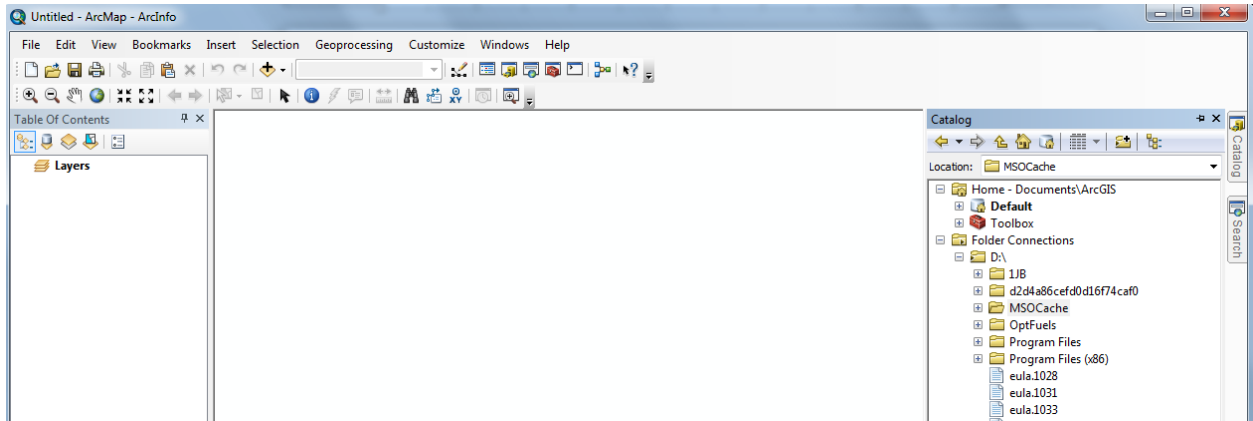 Untitled - ArcMap - ArcInfo
File Edit View Bookmarks Insert Selection Geoprocessing Customize Windows Help
Table Of Contents
Layers
Catalog
Location: MSOCache
Home - Documents\ArcGIS
Default
Toolbox
Folder Connections
D:\
1JB
d2d4a86cefd0d16f74caf0
MSOCache
OptFuels
Program Files
Program Files (x86)
eula.1028
eula.1031
eula.1033
Catalog
Search